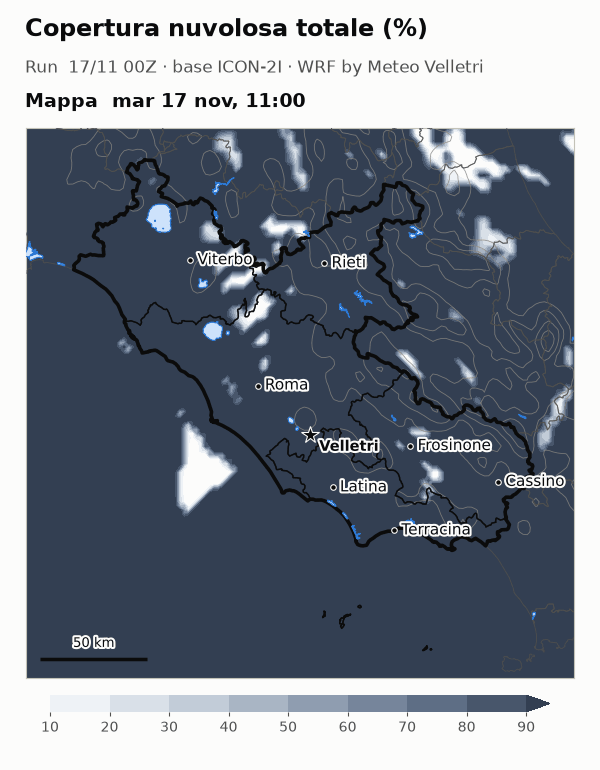 Copertura nuvolosa totale (%)
Run 17/11 00Z · base ICON-2I · WRF by Meteo Velletri
Mappa mar 17 nov, 11:00
Viterbo
Rieti
Roma
Velletri
Frosinone
Latina
Cassino
Terracina
50 km
10 20 30 40 50 60 70 80 90